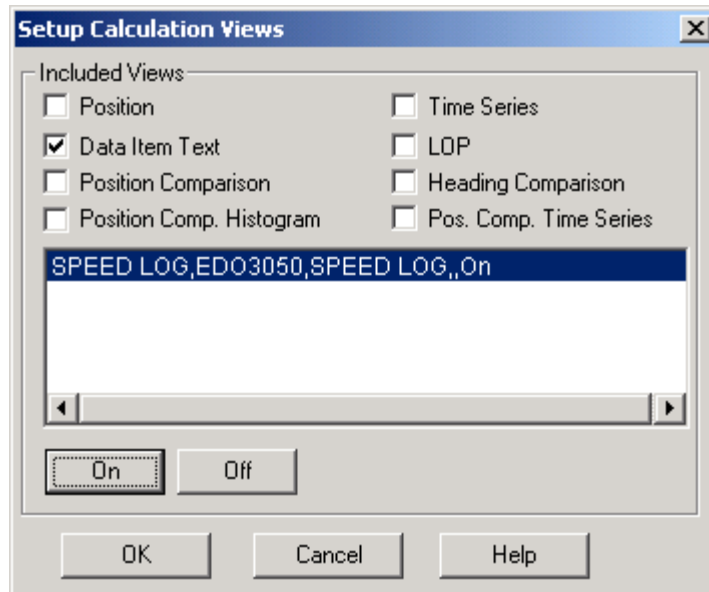 Setup Calculation Views
Included Views
Position
Time Series
Data Item Text
LOP
Position Comparison
Heading Comparison
Position Comp. Histogram
Pos. Comp. Time Series
SPEED LOG,EDO3050,SPEED LOG,,On
On
Off
OK
Cancel
Help